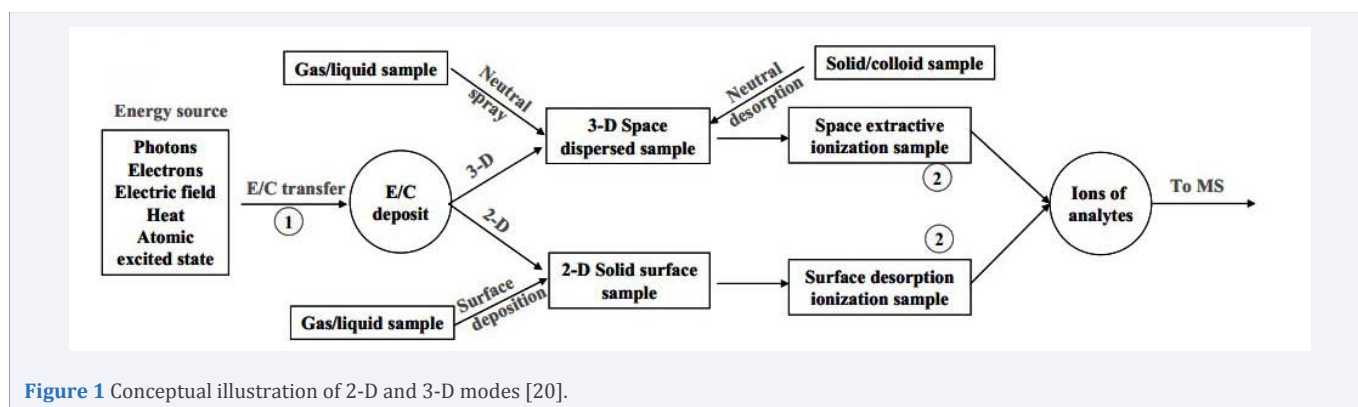 Gas/liquid sample
Neutral
spray
Solid/colloid sample
Neutral
desorption
Energy source
Photons
Electrons
Electric field
Heat
Atomic
excited state
E/C transfer
1
E/C
deposit
3-D
2-D
3-D Space
dispersed sample
Space extractive
ionization sample
2
Gas/liquid sample
Surface
deposition
2-D Solid surface
sample
2
Surface desorption
ionization sample
Ions of
analytes
To MS
Figure 1 Conceptual illustration of 2-D and 3-D modes [20].